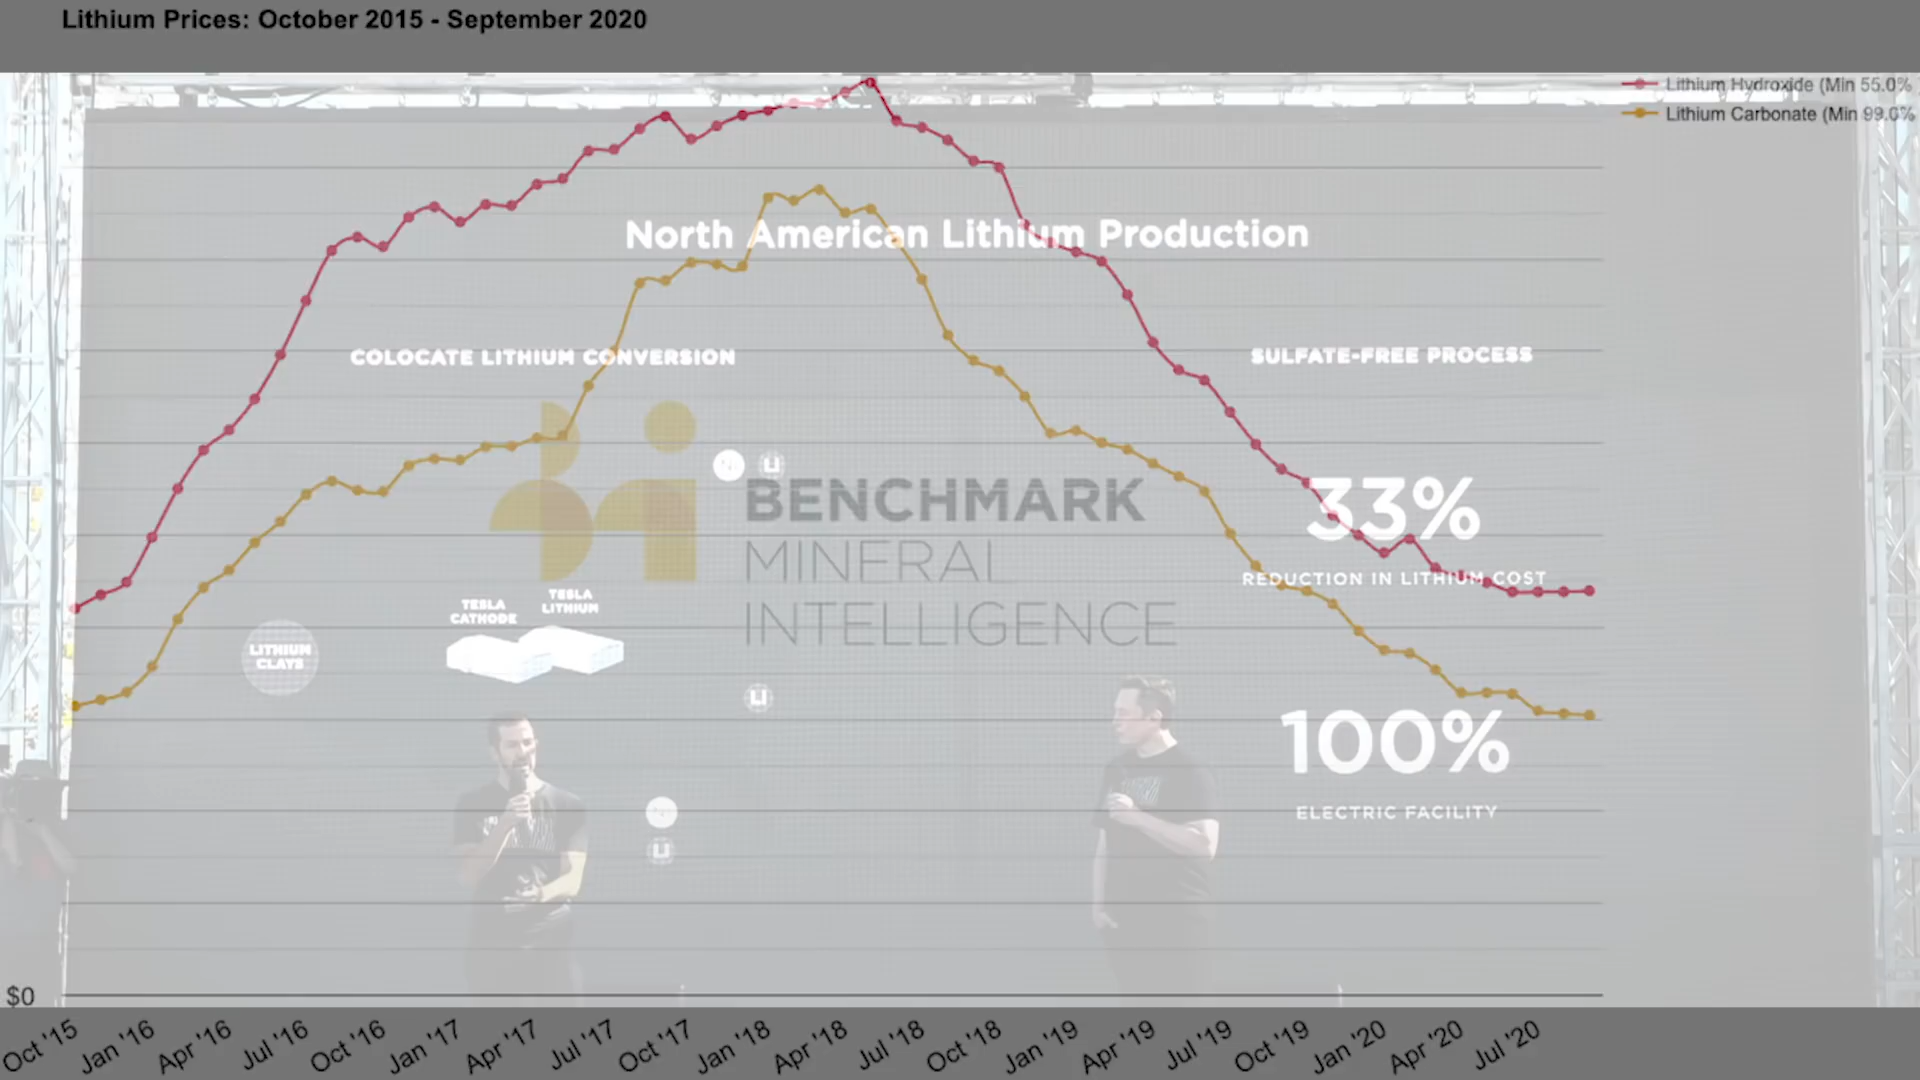 Lithium Prices: October 2015 - September 2020
Lithium Hydroxide (Min 55.0%
Lithium Carbonate (Min 99.0%
North American Lithium Production
COLOCATE LITHIUM CONVERSION
SULFATE-FREE PROCESS
33%
REDUCTION IN LITHIUM COST
BENCHMARK
MINERAL
INTELLIGENCE
TESLA
CATHODE
TESLA
LITHIUM
LITHIUM
CLAYS
LI
LI
LI
100%
ELECTRIC FACILITY
$0
Oct '15
Jan '16
Apr '16
Jul '16
Oct '16
Jan '17
Apr '17
Jul '17
Oct '17
Jan '18
Apr '18
Jul '18
Oct '18
Jan '19
Apr '19
Jul '19
Oct '19
Jan '20
Apr '20
Jul '20